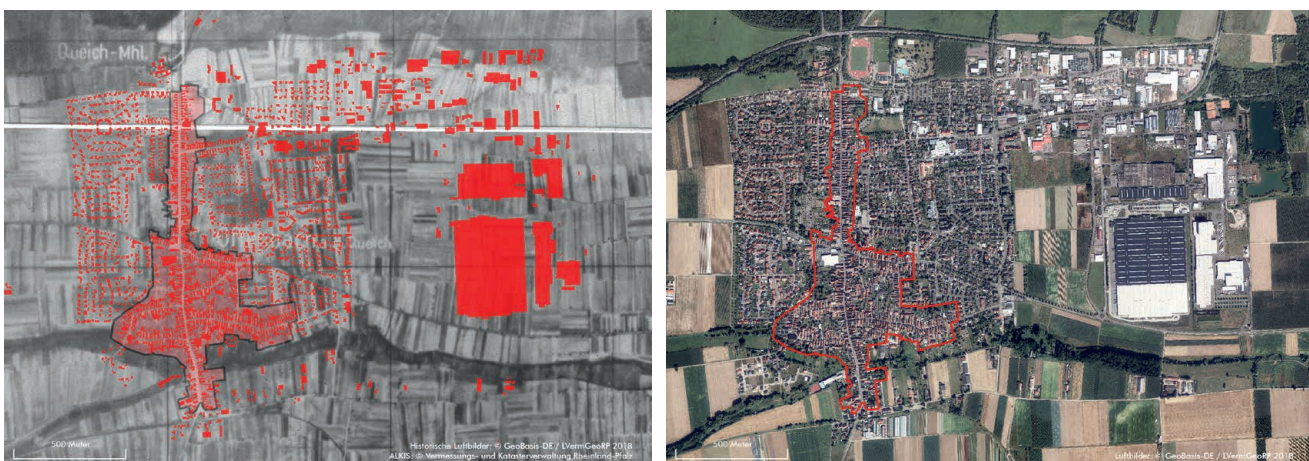 Queich-Mhl.
Queich
500 Meter
Historische Luftbilder: © GeoBasis-DE / LVermGeoRP 2018
ALKIS: © Vermessungs- und Katasterverwaltung Rheinland-Pfalz
500 Meter
Luftbilder: © GeoBasis-DE / LVermGeoRP 2018